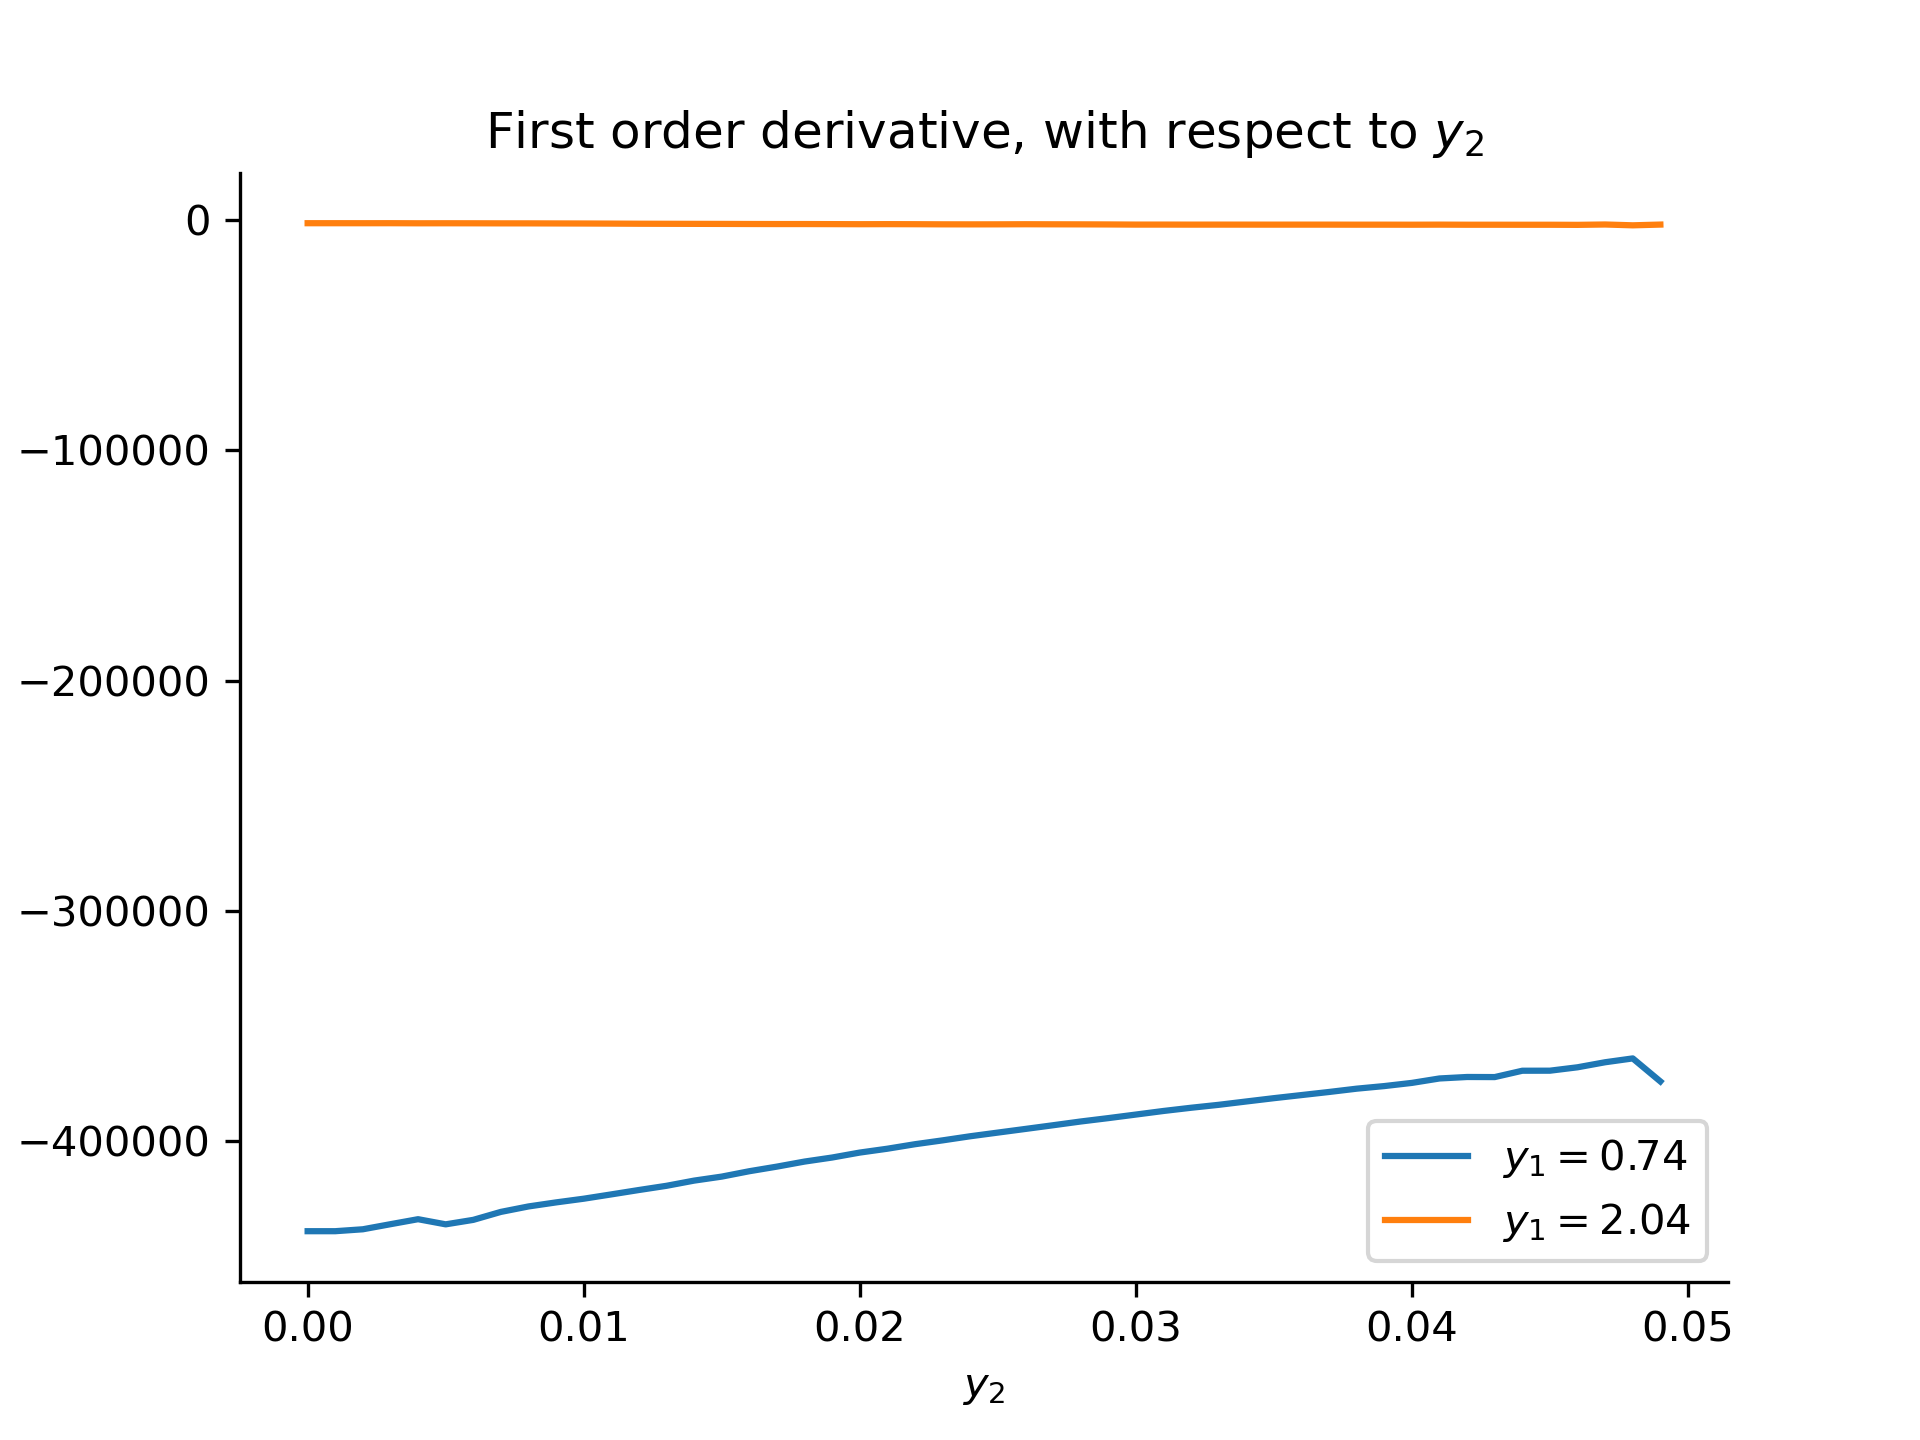 First order derivative, with respect to y₂
0
−100000
−200000
−300000
−400000
y₁ = 0.74
y₁ = 2.04
0.00 0.01 0.02 0.03 0.04 0.05
y₂